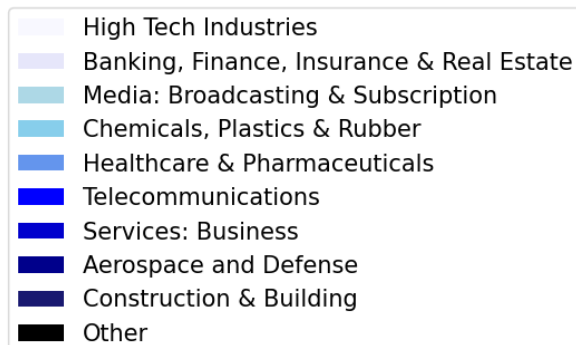 High Tech Industries
Banking, Finance, Insurance & Real Estate
Media: Broadcasting & Subscription
Chemicals, Plastics & Rubber
Healthcare & Pharmaceuticals
Telecommunications
Services: Business
Aerospace and Defense
Construction & Building
Other